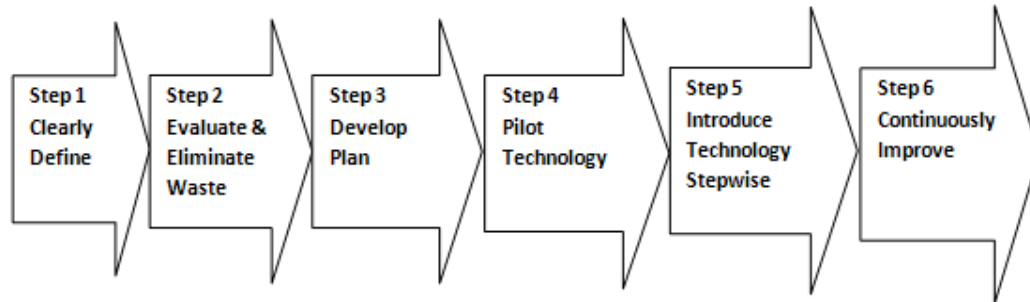 Step 1
Clearly
Define
Step 2
Evaluate &
Eliminate
Waste
Step 3
Develop
Plan
Step 4
Pilot
Technology
Step 5
Introduce
Technology
Stepwise
Step 6
Continuously
Improve